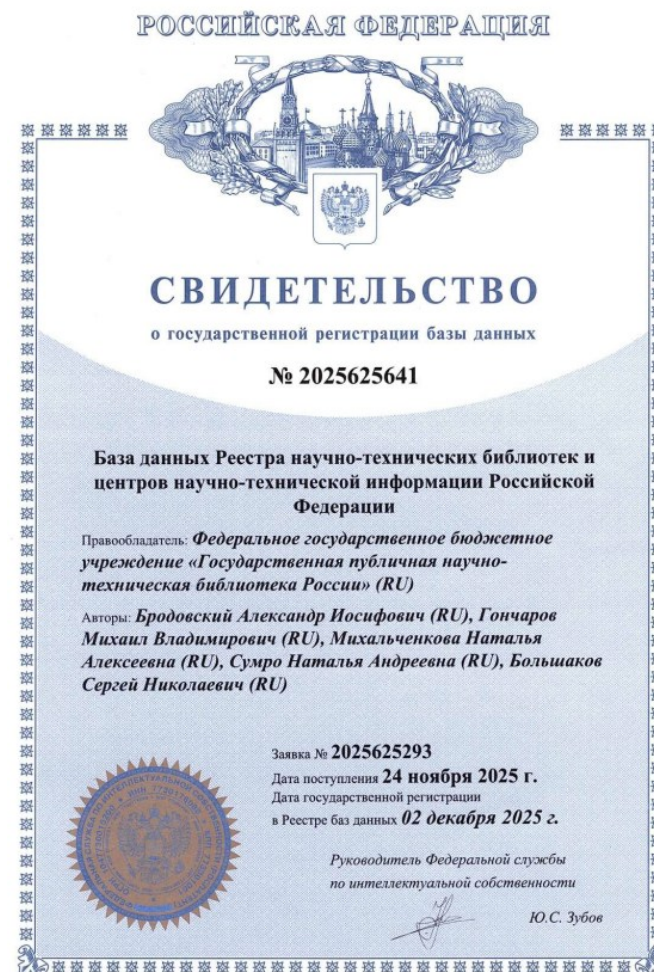 РОССИЙСКАЯ ФЕДЕРАЦИЯ
СВИДЕТЕЛЬСТВО
о государственной регистрации базы данных
№ 2025625641
База данных Реестра научно-технических библиотек и
центров научно-технической информации Российской
Федерации
Правообладатель: Федеральное государственное бюджетное
учреждение «Государственная публичная научно-
техническая библиотека России» (RU)
Авторы: Бродовский Александр Иосифович (RU), Гончаров
Михаил Владимирович (RU), Михальченкова Наталья
Алексеевна (RU), Сумро Наталья Андреевна (RU), Большаков
Сергей Николаевич (RU)
Заявка № 2025625293
Дата поступления 24 ноября 2025 г.
Дата государственной регистрации
в Реестре баз данных 02 декабря 2025 г.
Руководитель Федеральной службы
по интеллектуальной собственности
Ю.С. Зубов